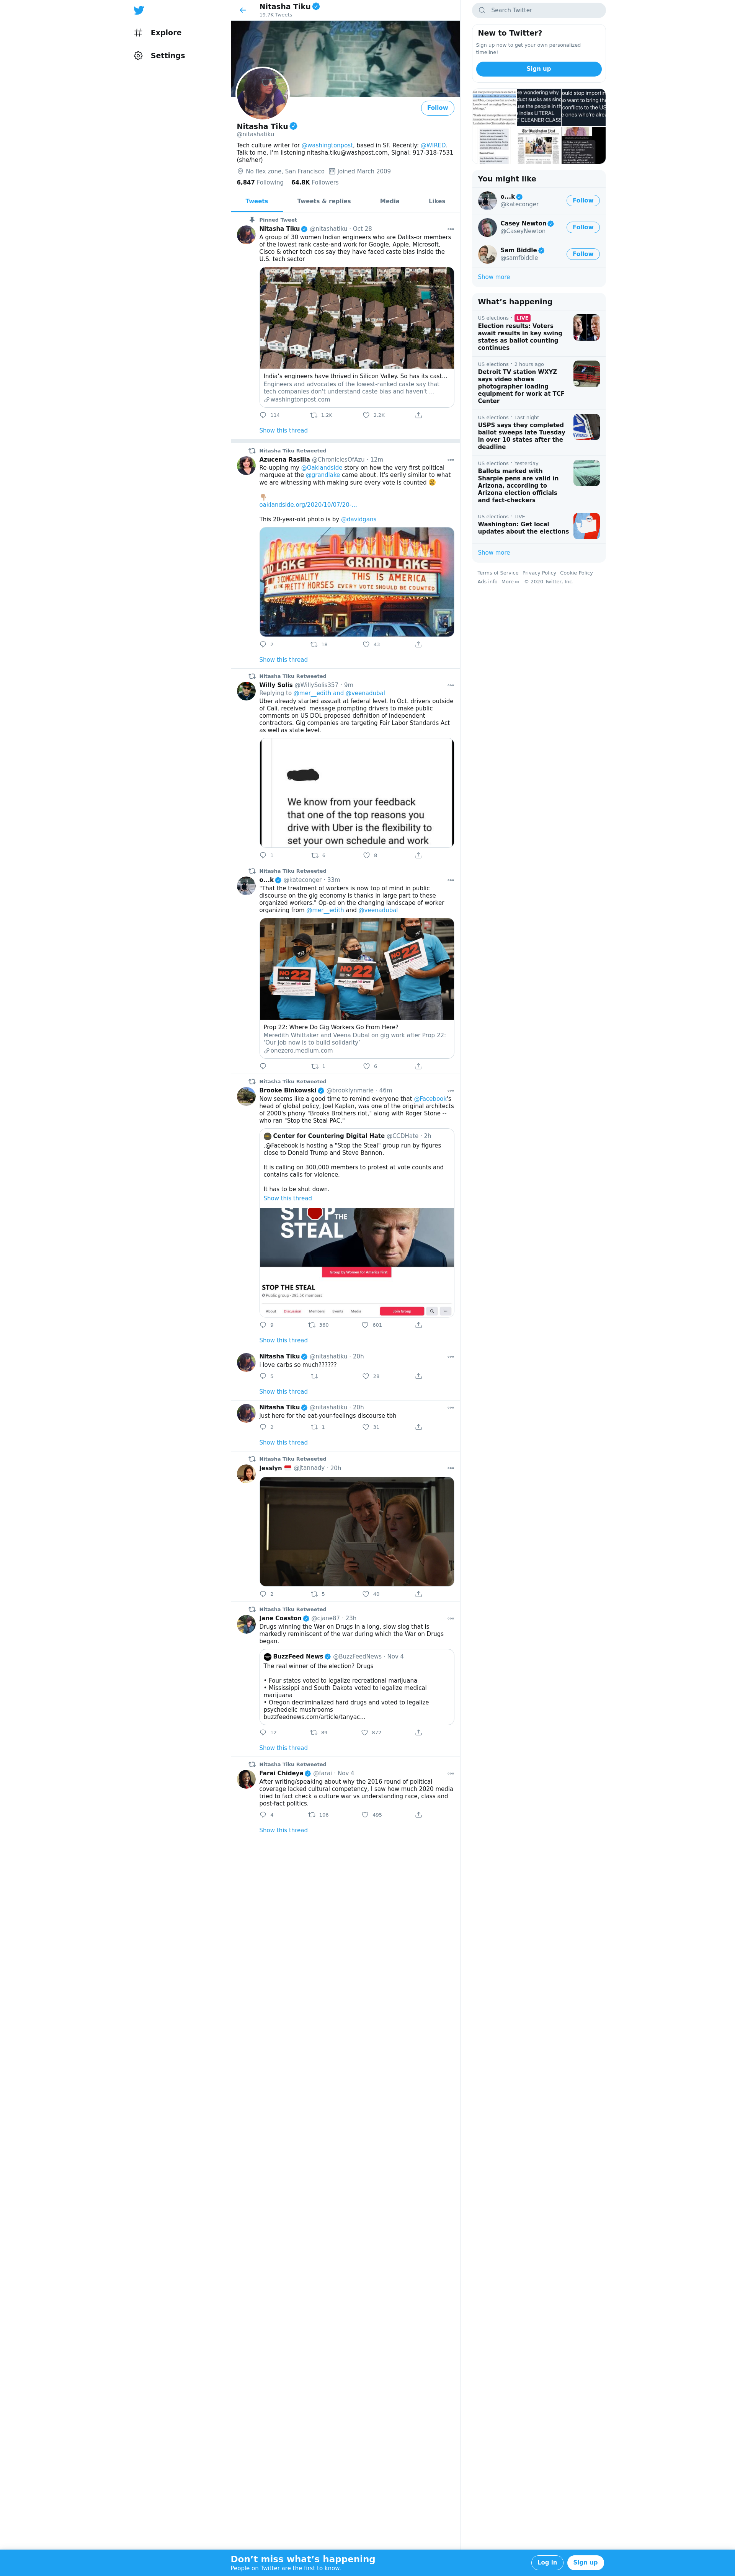 Explore
Settings
Nitasha Tiku
19.7K Tweets
Follow
Nitasha Tiku
@nitashatiku
Tech culture writer for @washingtonpost, based in SF. Recently: @WIRED.
Talk to me, I'm listening nitasha.tiku@washpost.com, Signal: 917-318-7531
(she/her)
No flex zone, San Francisco Joined March 2009
6,847 Following 64.8K Followers
Tweets Tweets & replies Media Likes
Pinned Tweet
Nitasha Tiku @nitashatiku · Oct 28
A group of 30 women Indian engineers who are Dalits-or members
of the lowest rank caste-and work for Google, Apple, Microsoft,
Cisco & other tech cos say they have faced caste bias inside the
U.S. tech sector
India's engineers have thrived in Silicon Valley. So has its cast...
Engineers and advocates of the lowest-ranked caste say that
tech companies don't understand caste bias and haven't ...
washingtonpost.com
114 1.2K 2.2K
Show this thread
Nitasha Tiku Retweeted
Azucena Rasilla @ChroniclesOfAzu · 12m
Re-upping my @Oaklandside story on how the very first political
marquee at the @grandlake came about. It's eerily similar to what
we are witnessing with making sure every vote is counted 😩
👇🏼
oaklandside.org/2020/10/07/20-...
This 20-year-old photo is by @davidgans
LAKE
GRAND LAKE
THIS IS AMERICA
EVERY VOTE SHOULD BE COUNTED
2 18 43
Show this thread
Nitasha Tiku Retweeted
Willy Solis @WillySolis357 · 9m
Replying to @mer__edith and @veenadubal
Uber already started assualt at federal level. In Oct. drivers outside
of Cali. received message prompting drivers.to make public
comments on US DOL proposed definition of independent
contractors. Gig companies are targeting Fair Labor Standards Act
as well as state level.
We know from your feedback
that one of the top reasons you
drive with Uber is the flexibility to
set your own schedule and work
1 6 6
Nitasha Tiku Retweeted
o...k @kateconger · 33m
"That the treatment of workers is now top of mind in public
discourse on the gig economy is thanks in large part to these
organized workers." Op-ed on the changing landscape of worker
organizing from @mer__edith and @veenadubal
NO 22
NO 22
NO 22
Prop 22: Where Do Gig Workers Go From Here?
Meredith Whittaker and Veena Dubal on gig work after Prop 22:
'Our job now is to build solidarity'
onezero.medium.com
1 6
Nitasha Tiku Retweeted
Brooke Binkowski @brooklynmarie · 46m
Now seems like a good time to remind everyone that @Facebook's
head of global policy, Joel Kaplan, was one of the original architects
of 2000's phony "Brooks Brothers riot," along with Roger Stone --
who ran "Stop the Steal PAC."
Center for Countering Digital Hate @CCDHate · 2h
.@Facebook is hosting a "Stop the Steal" group run by figures
close to Donald Trump and Steve Bannon.
It is calling on 300,000 members to protest at vote counts and
contains calls for violence.
It has to be shut down.
Show this thread
STOP THE
STEAL
Group by Women for America First
STOP THE STEAL
About Discussion Members Events Media Join Group
9 360 601
Show this thread
Nitasha Tiku @nitashatiku · 20h
i love carbs so much??????
5 28
Show this thread
Nitasha Tiku @nitashatiku · 20h
just here for the eat-your-feelings discourse tbh
2 1 31
Show this thread
Nitasha Tiku Retweeted
Jesslyn @jtannady · 20h
2 5 40
Nitasha Tiku Retweeted
Jane Coaston @cjane87 · 23h
Drugs winning the War on Drugs in a long, slow slog that is
markedly reminiscent of the war during which the War on Drugs
began.
BuzzFeed News @BuzzFeedNews · Nov 4
The real winner of the election? Drugs
• Four states voted to legalize recreational marijuana
• Mississippi and South Dakota voted to legalize medical
marijuana
• Oregon decriminalized hard drugs and voted to legalize
psychedelic mushrooms
buzzfeednews.com/article/tanyac...
12 89 872
Show this thread
Nitasha Tiku Retweeted
Farai Chideya @farai · Nov 4
After writing/speaking about why the 2016 round of political
coverage lacked cultural competency, I saw how much 2020 media
tried to fact check a culture war vs understanding race, class and
post-fact politics.
4 106 495
Show this thread
Search Twitter
New to Twitter?
Sign up now to get your own personalized
timeline!
Sign up
You might like
o...k
@kateconger
Follow
Casey Newton
@CaseyNewton
Follow
Sam Biddle
@samfbiddle
Follow
Show more
What's happening
US elections · LIVE
Election results: Voters
await results in key swing
states as ballot counting
continues
US elections · 2 hours ago
Detroit TV station WXYZ
says video shows
photographer loading
equipment for work at TCF
Center
US elections · Last night
USPS says they completed
ballot sweeps late Tuesday
in over 10 states after the
deadline
US elections · Yesterday
Ballots marked with
Sharpie pens are valid in
Arizona, according to
Arizona election officials
and fact-checkers
US elections · LIVE
Washington: Get local
updates about the elections
Show more
Terms of Service Privacy Policy Cookie Policy
Ads info More © 2020 Twitter, Inc.
Don't miss what's happening
People on Twitter are the first to know.
Log in
Sign up